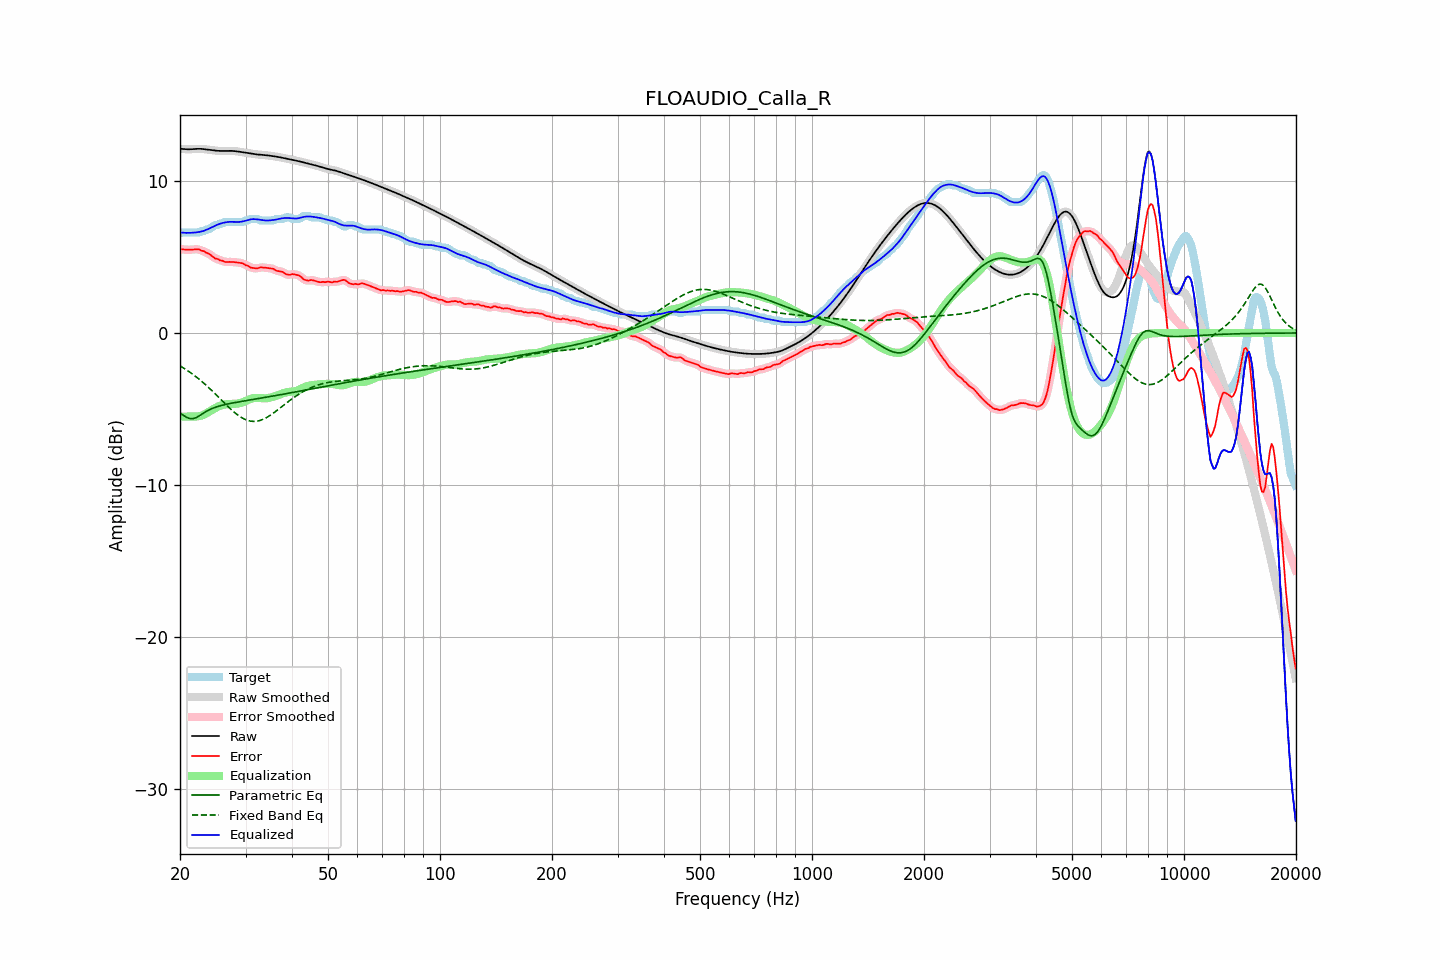 FLOAUDIO_Calla_R
Amplitude (dBr)
10
0
−10
−20
−30
Target
Raw Smoothed
Error Smoothed
Raw
Error
Equalization
Parametric Eq
Fixed Band Eq
Equalized
20 50 100 200 500 1000 2000 5000 10000 20000
Frequency (Hz)